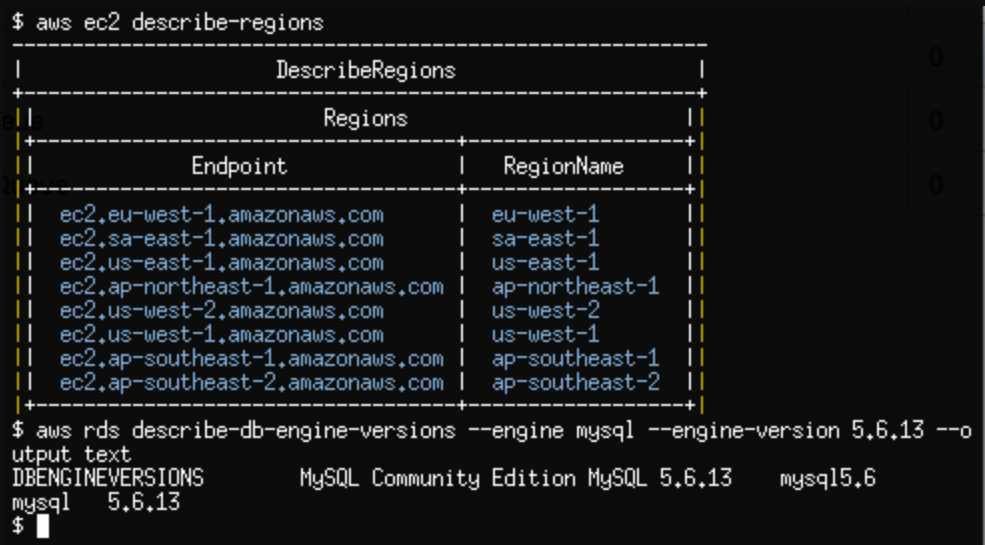 $ aws ec2 describe-regions
---------------------------------------------------------
| DescribeRegions |
+--------------------------------------------------------+
|| Regions ||
|+-----------------------------------+------------------+|
|| Endpoint | RegionName ||
|+-----------------------------------+------------------+|
|| ec2.eu-west-1.amazonaws.com | eu-west-1 ||
|| ec2.sa-east-1.amazonaws.com | sa-east-1 ||
|| ec2.us-east-1.amazonaws.com | us-east-1 ||
|| ec2.ap-northeast-1.amazonaws.com | ap-northeast-1 ||
|| ec2.us-west-2.amazonaws.com | us-west-2 ||
|| ec2.us-west-1.amazonaws.com | us-west-1 ||
|| ec2.ap-southeast-1.amazonaws.com | ap-southeast-1 ||
|| ec2.ap-southeast-2.amazonaws.com | ap-southeast-2 ||
|+-----------------------------------+------------------+|
$ aws rds describe-db-engine-versions --engine mysql --engine-version 5.6.13 --o
utput text
DBENGINEVERSIONS MySQL Community Edition MySQL 5.6.13 mysql5.6
mysql 5.6.13
$
0
0
0